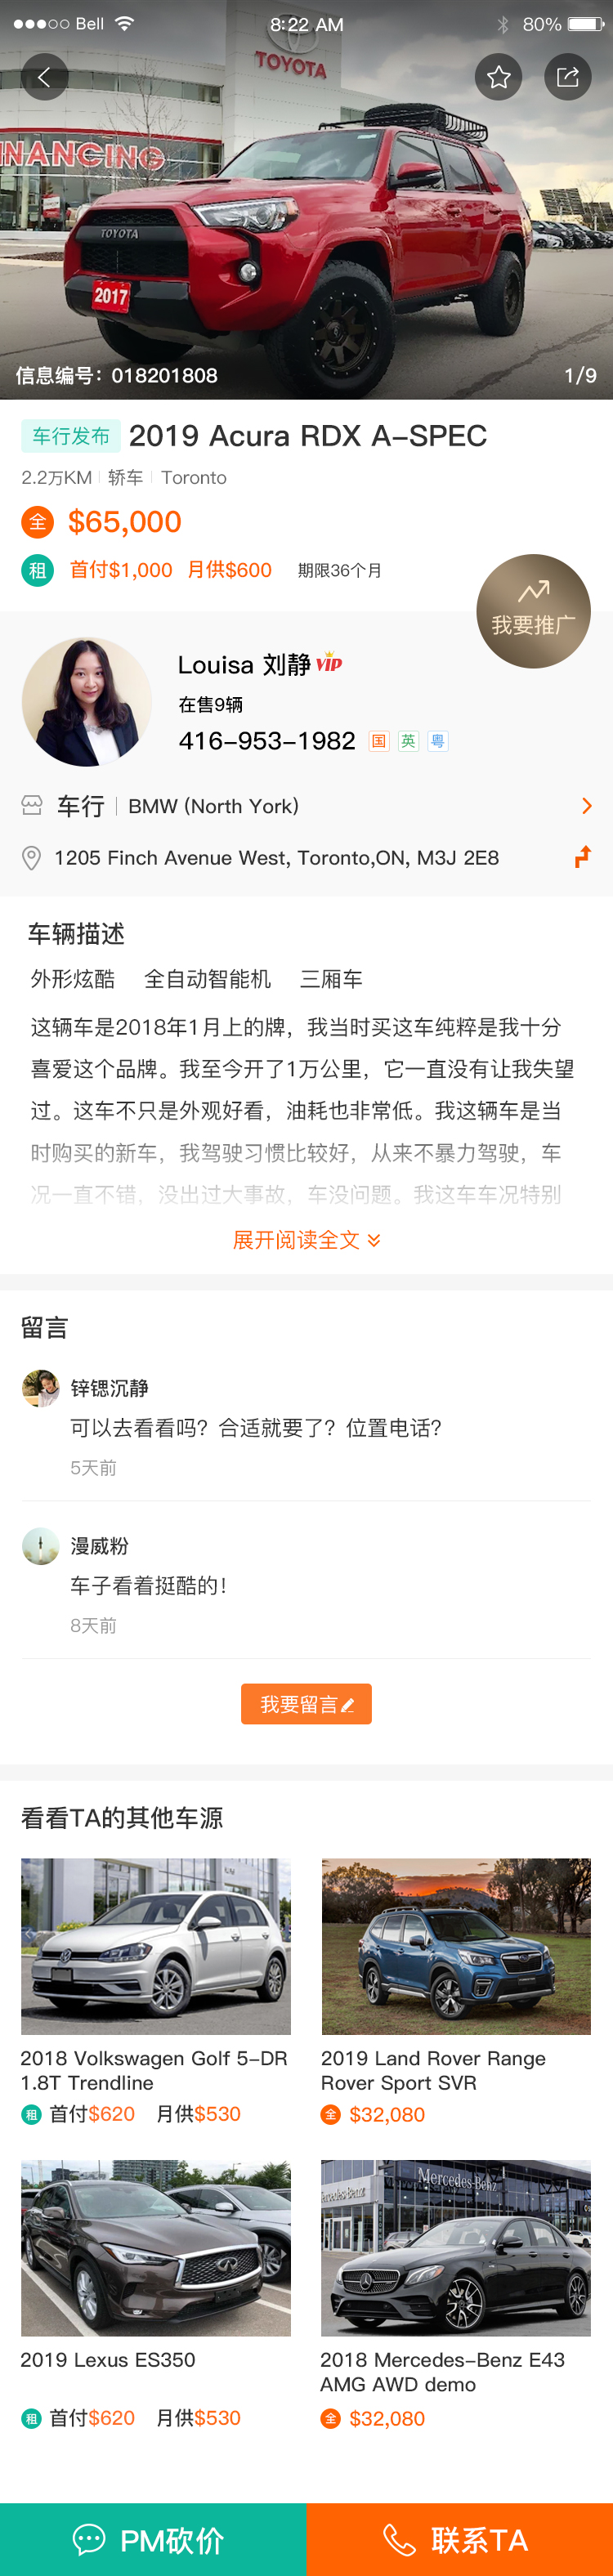 Bell 8:22 AM 80%
TOYOTA
NANCING
TOYOTA
2017
信息编号：018201808 1/9
车行发布 2019 Acura RDX A-SPEC
2.2万KM 轿车 Toronto
全 $65,000
租 首付$1,000 月供$600 期限36个月
我要推广
Louisa 刘静 VIP
在售9辆
416-953-1982 国 英 粤
车行 BMW (North York)
1205 Finch Avenue West, Toronto,ON, M3J 2E8
车辆描述
外形炫酷 全自动智能机 三厢车
这辆车是2018年1月上的牌，我当时买这车纯粹是我十分
喜爱这个品牌。我至今开了1万公里，它一直没有让我失望
过。这车不只是外观好看，油耗也非常低。我这辆车是当
时购买的新车，我驾驶习惯比较好，从来不暴力驾驶，车
况一直不错，没出过大事故，车没问题。我这车车况特别
展开阅读全文
留言
锌锶沉静
可以去看看吗？合适就要了？位置电话？
5天前
漫威粉
车子看着挺酷的！
8天前
我要留言
看看TA的其他车源
2018 Volkswagen Golf 5-DR
1.8T Trendline
租 首付$620 月供$530
2019 Land Rover Range
Rover Sport SVR
全 $32,080
Mercedes-Benz
2019 Lexus ES350
租 首付$620 月供$530
2018 Mercedes-Benz E43
AMG AWD demo
全 $32,080
PM砍价 联系TA